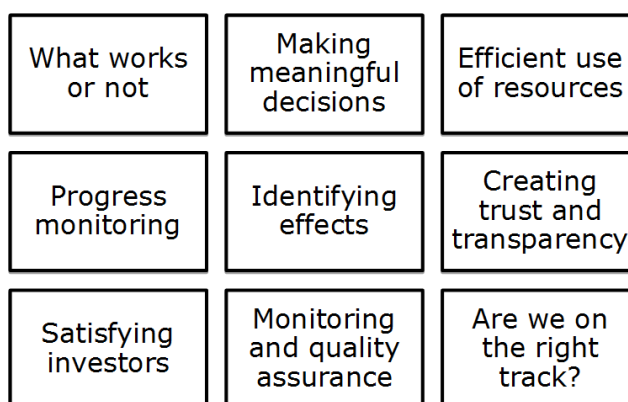 What works
or not
Making
meaningful
decisions
Efficient use
of resources
Progress
monitoring
Identifying
effects
Creating
trust and
transparency
Satisfying
investors
Monitoring
and quality
assurance
Are we on
the right
track?